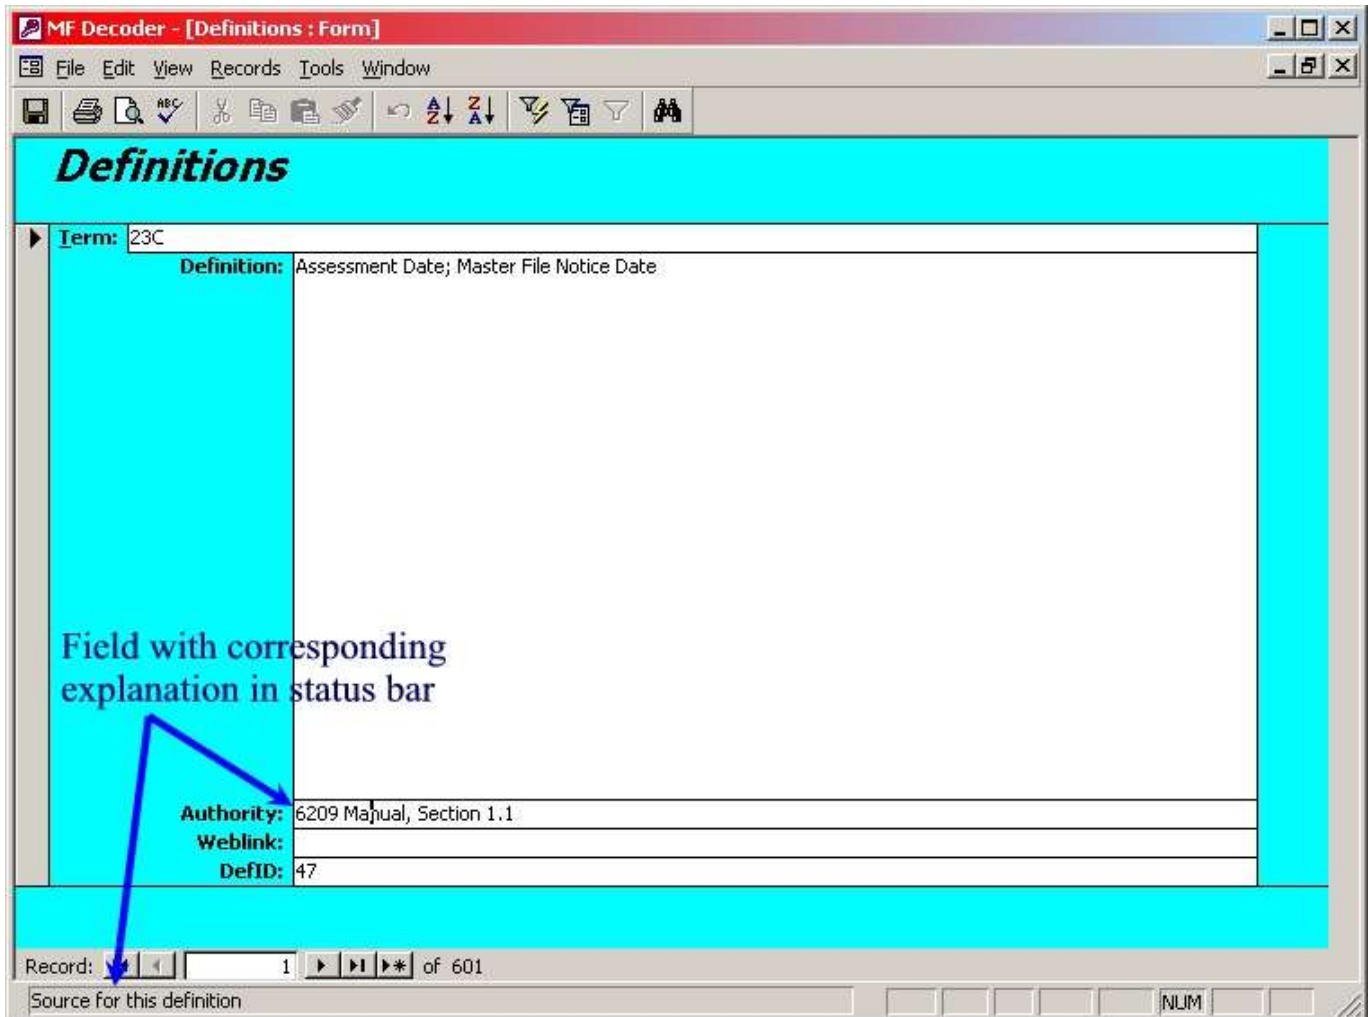 MF Decoder - [Definitions : Form]
File Edit View Records Tools Window
ABC
A Z
Z A
Definitions
Term: 23C
Definition: Assessment Date; Master File Notice Date
Field with corresponding
explanation in status bar
Authority: 6209 Manual, Section 1.1
Weblink:
DefID: 47
Record: 1 of 601
Source for this definition
NUM